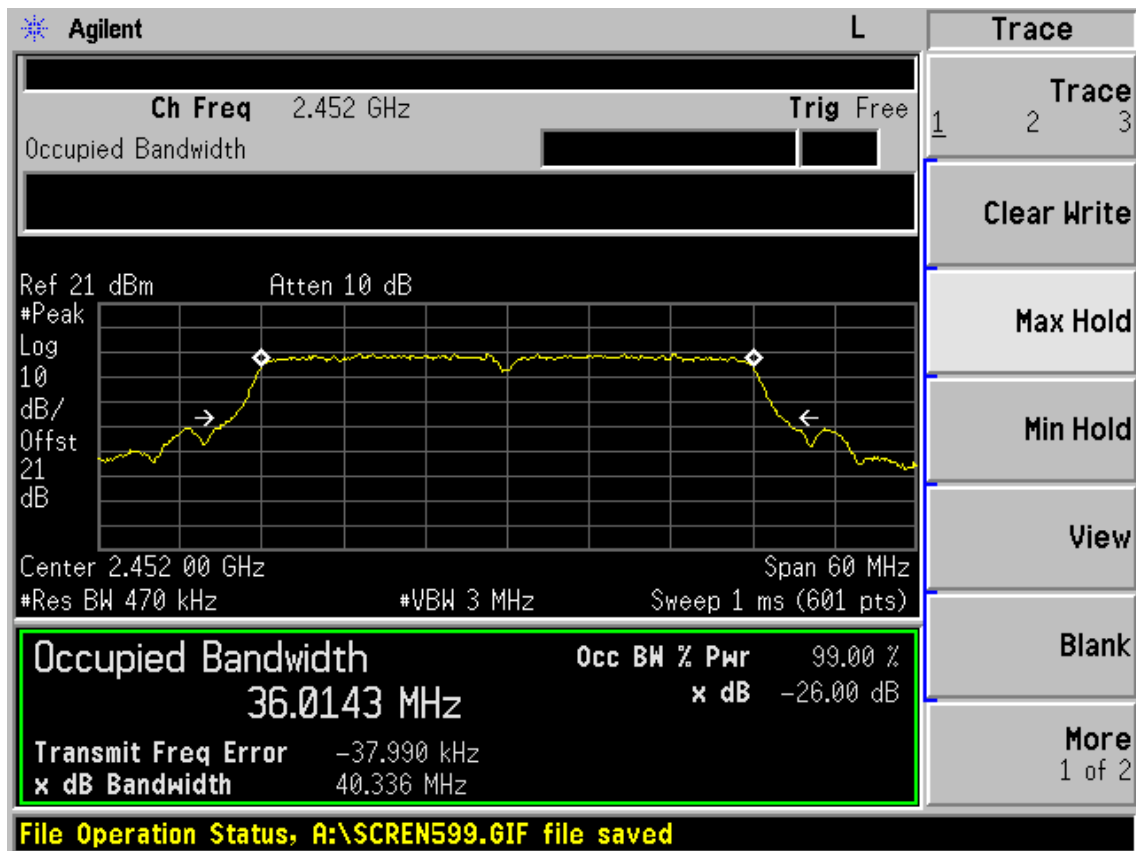 Agilent L Trace
Ch Freq 2.452 GHz Trig Free
Occupied Bandwidth
Trace
1 2 3
Clear Write
Max Hold
Min Hold
View
Blank
More
1 of 2
Ref 21 dBm Atten 10 dB
#Peak
Log
10
dB/
Offst
21
dB
Center 2.452 00 GHz Span 60 MHz
#Res BW 470 kHz #VBW 3 MHz Sweep 1 ms (601 pts)
Occupied Bandwidth Occ BW % Pwr 99.00 %
36.0143 MHz x dB -26.00 dB
Transmit Freq Error -37.990 kHz
x dB Bandwidth 40.336 MHz
File Operation Status, A:\SCREN599.GIF file saved